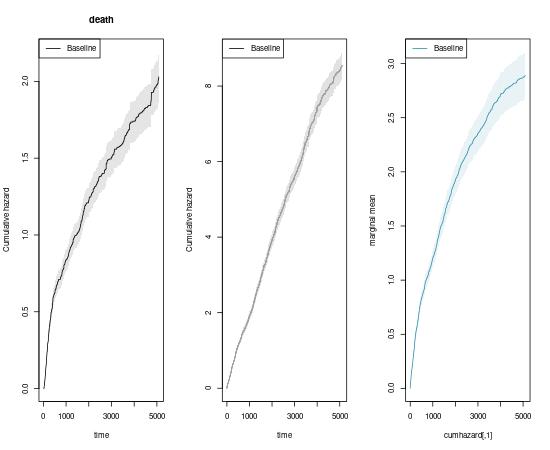 death
Baseline
Cumulative hazard
0.0 0.5 1.0 1.5 2.0
0 1000 3000 5000
time
Baseline
Cumulative hazard
0 2 4 6 8
0 1000 3000 5000
time
Baseline
marginal mean
0.0 0.5 1.0 1.5 2.0 2.5 3.0
0 1000 3000 5000
cumhazard[,1]